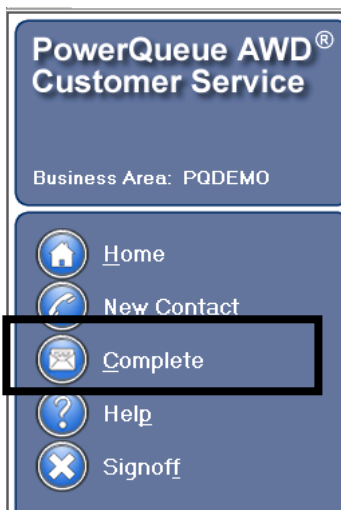 PowerQueue AWD®
Customer Service
Business Area: PQDEMO
Home
New Contact
Complete
Help
Signoff